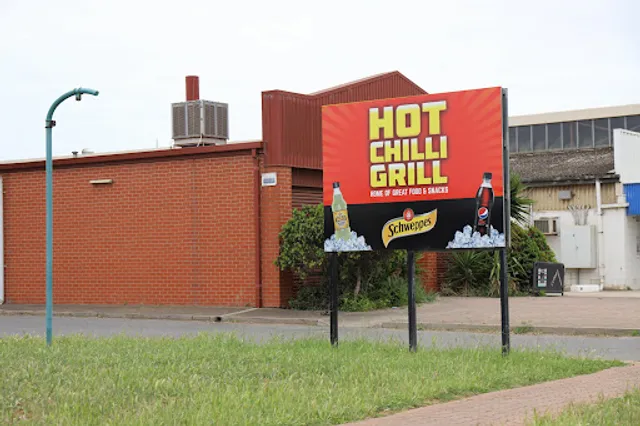 HOT
CHILLI
GRILL
HOME OF GREAT FOOD & SNACKS
Schweppes